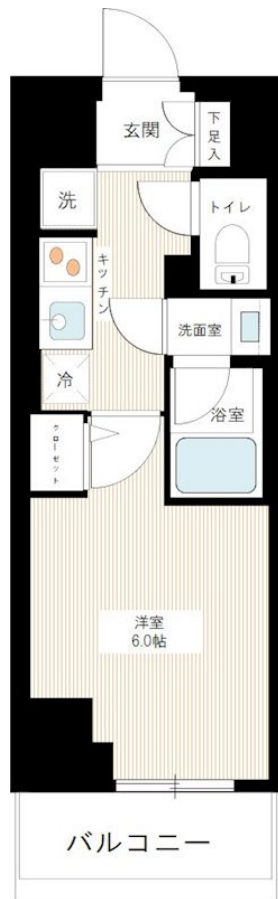 玄関
下足入
洗
トイレ
キッチン
洗面室
冷
浴室
クローゼット
洋室
6.0帖
バルコニー